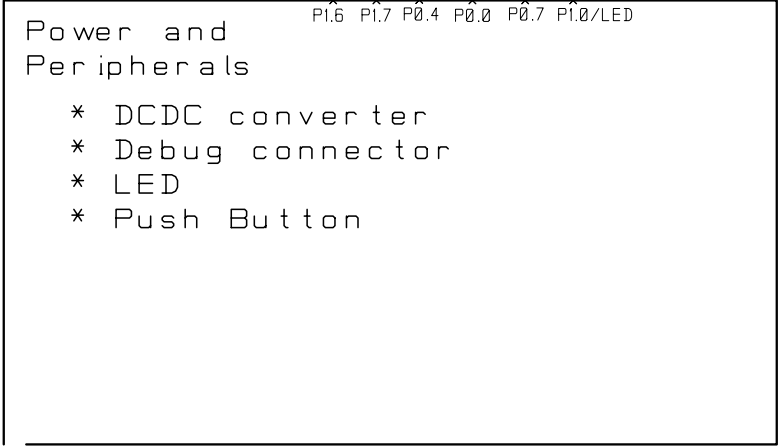 P1.6 P1.7 P0.4 P0.0 P0.7 P1.0/LED
Power and
Peripherals
* DCDC converter
* Debug connector
* LED
* Push Button